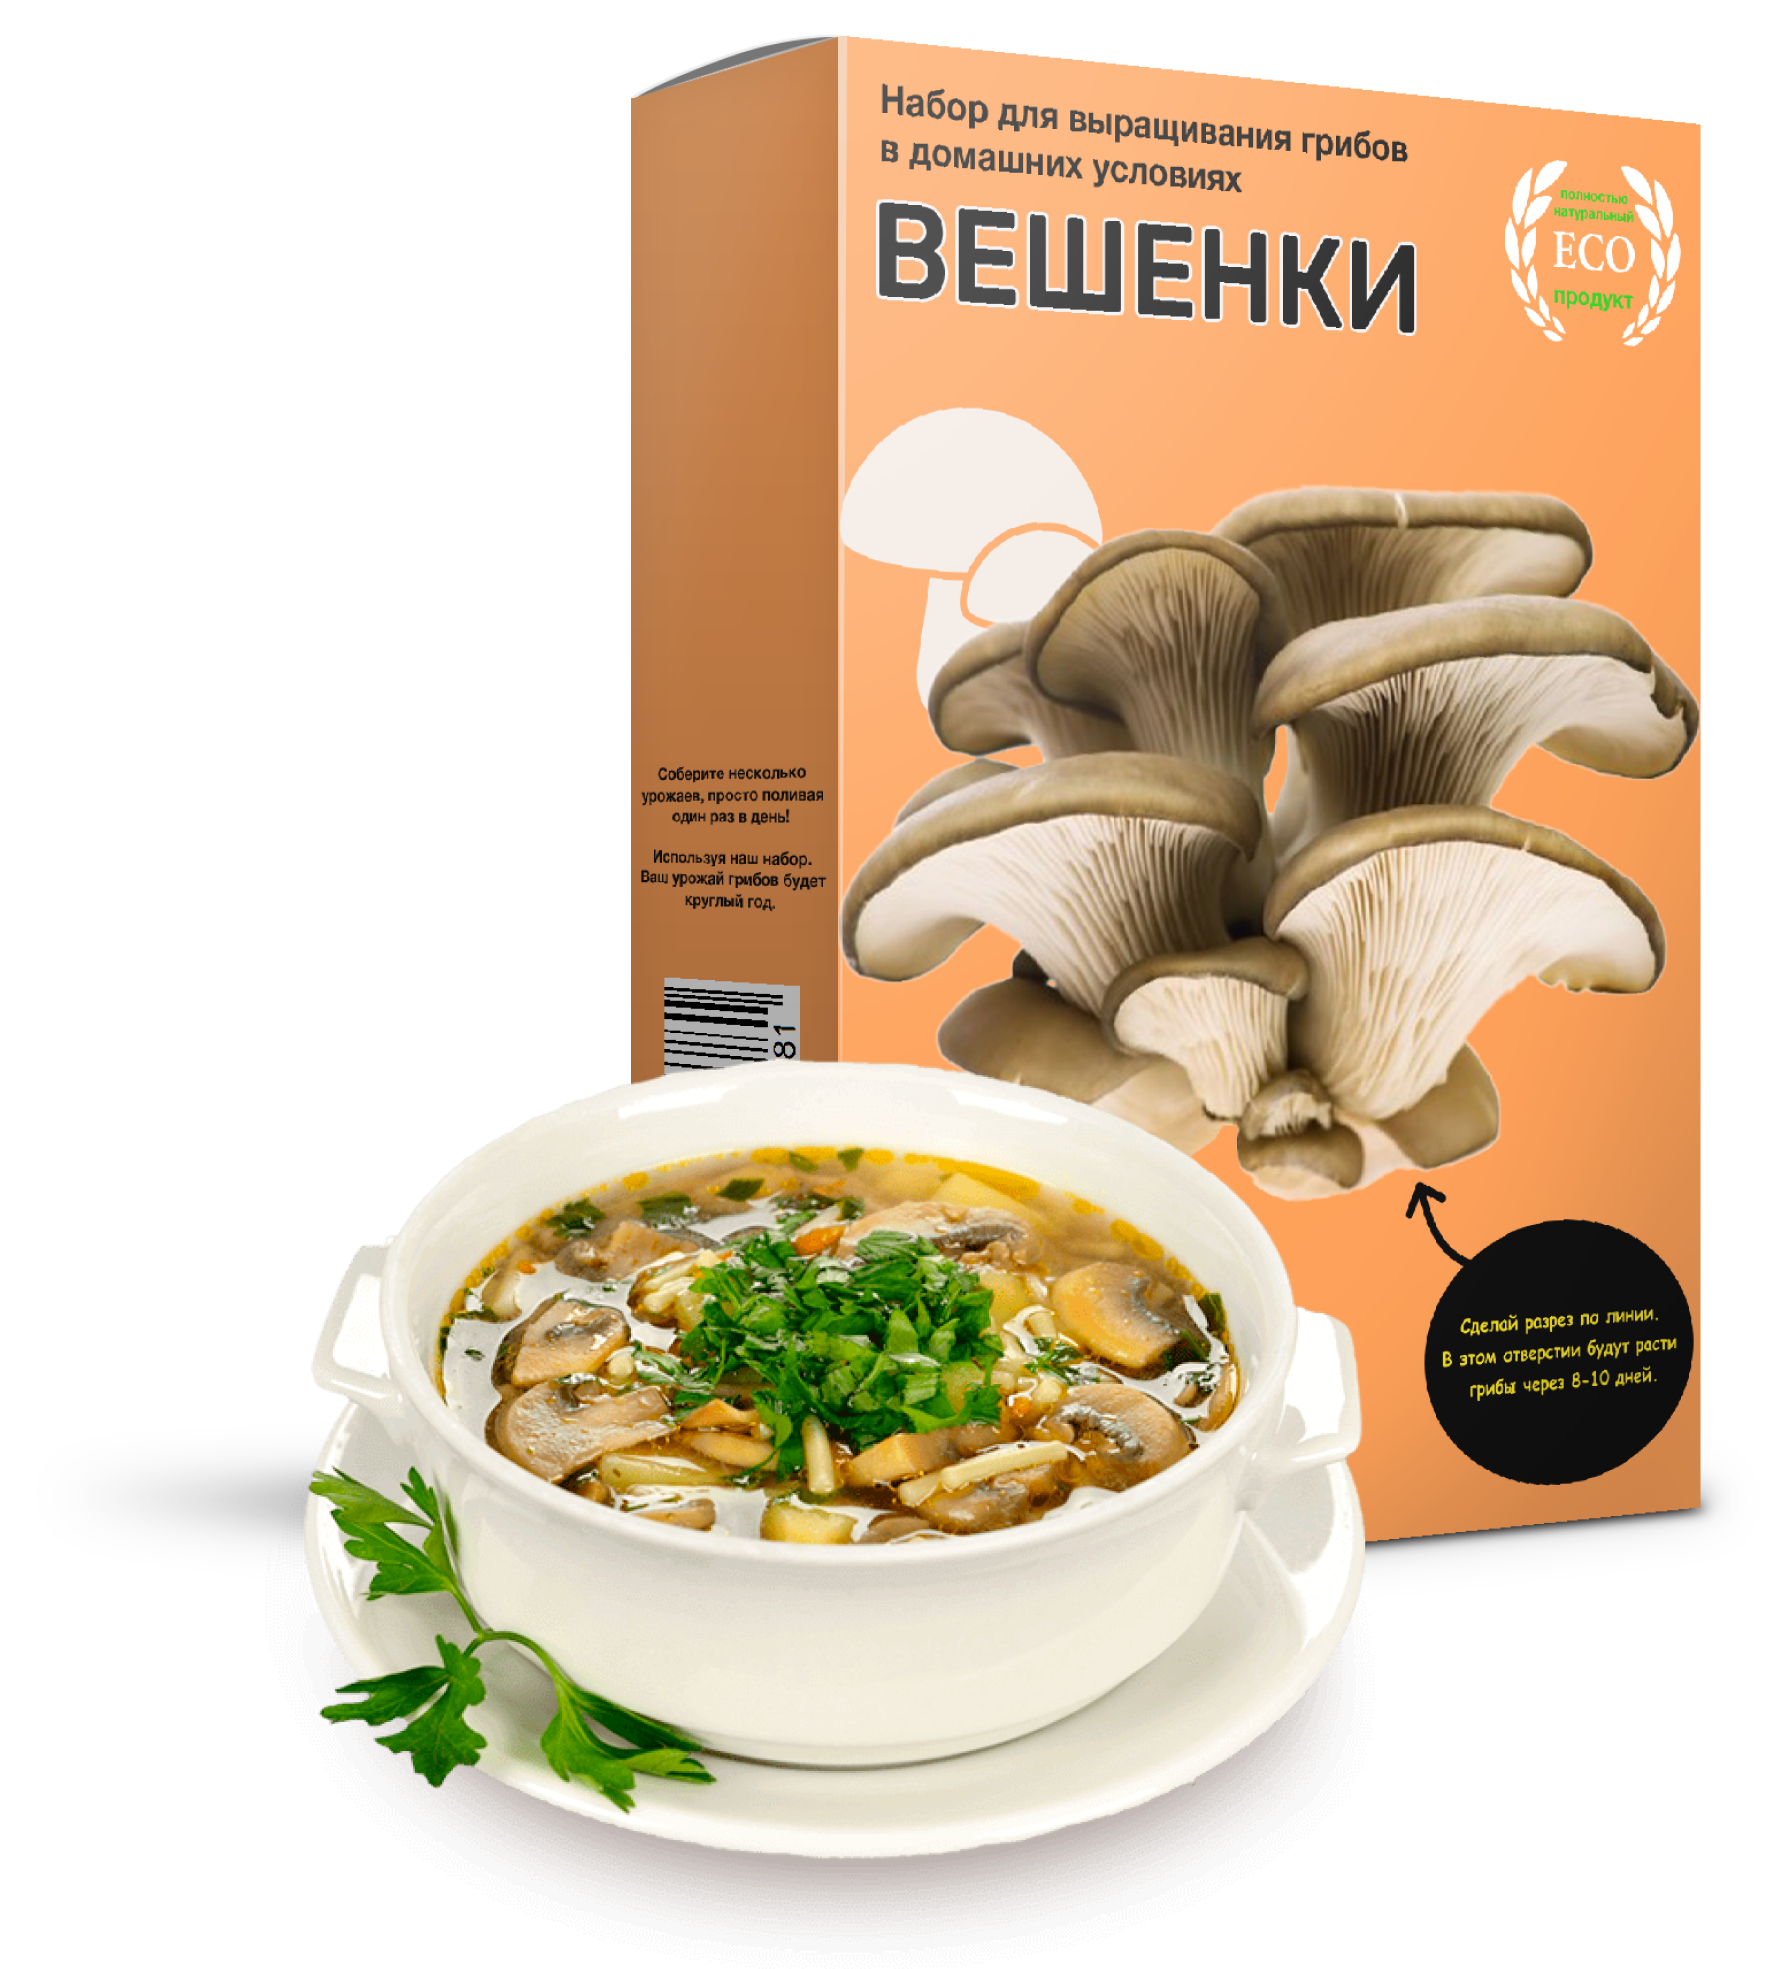 Набор для выращивания грибов
в домашних условиях
ВЕШЕНКИ
полностью
натуральный
ECO
продукт
Соберите несколько
урожаев, просто поливая
один раз в день!
Используя наш набор.
Ваш урожай грибов будет
круглый год.
81
Сделай разрез по линии.
В этом отверстии будут расти
грибы через 8-10 дней.